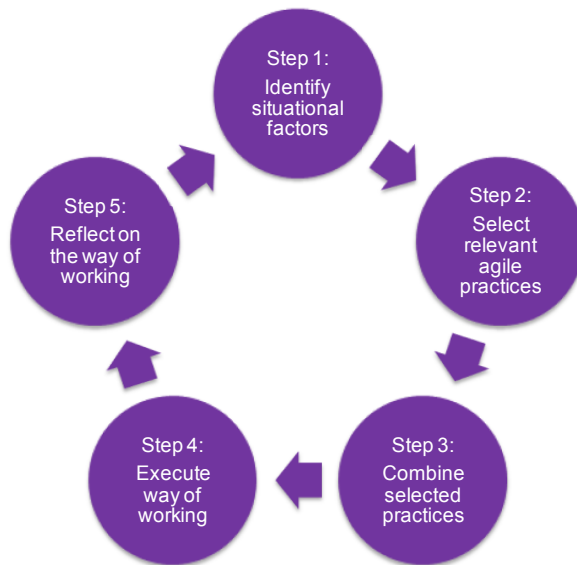 Step 1:
Identify
situational
factors
Step 2:
Select
relevant
agile
practices
Step 3:
Combine
selected
practices
Step 4:
Execute
way of
working
Step 5:
Reflect on
the way of
working